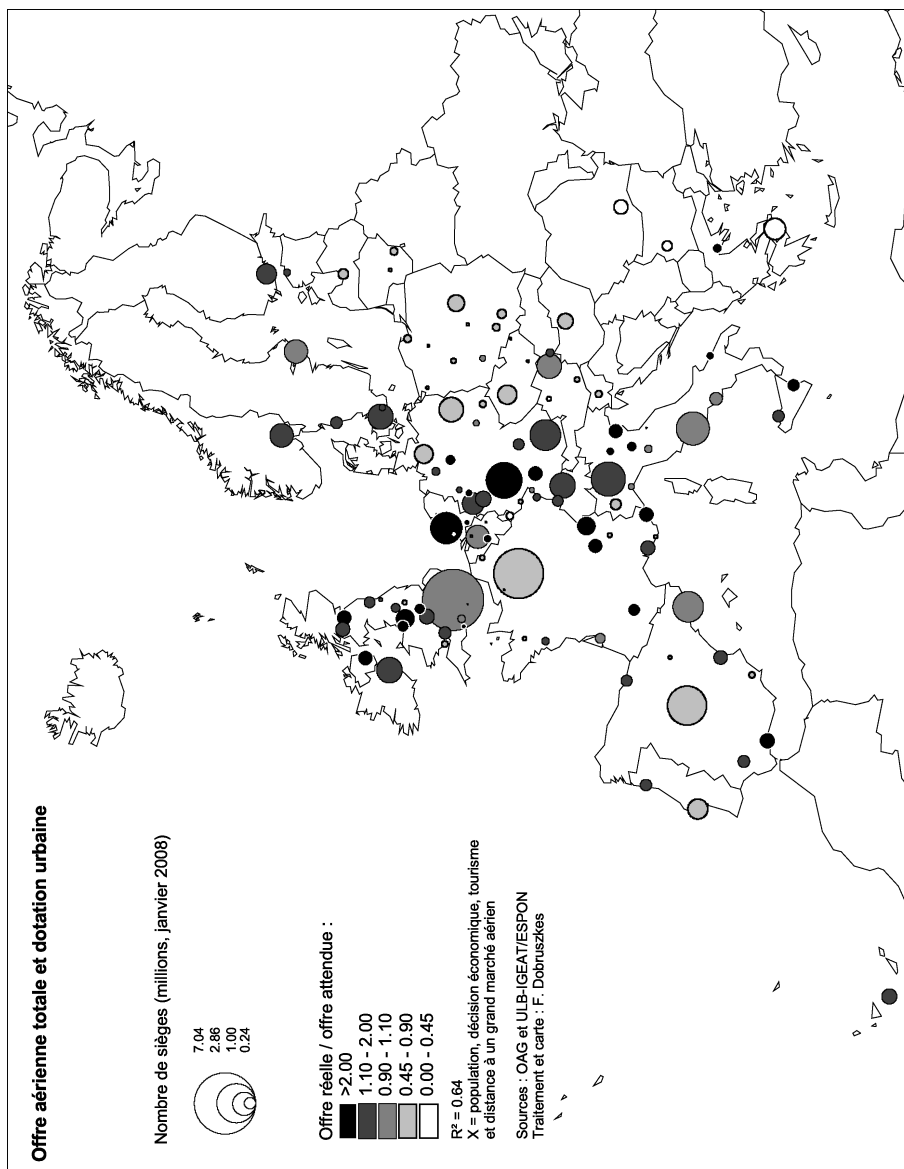 Offre aérienne totale et dotation urbaine
Nombre de sièges (millions, janvier 2008)
7.04
2.86
1.00
0.24
Offre réelle / offre attendue :
>2.00
1.10 - 2.00
0.90 - 1.10
0.45 - 0.90
0.00 - 0.45
R² = 0.64
X = population, décision économique, tourisme
et distance à un grand marché aérien
Sources : OAG et ULB-IGEAT/ESPON
Traitement et carte : F. Dobruszkes